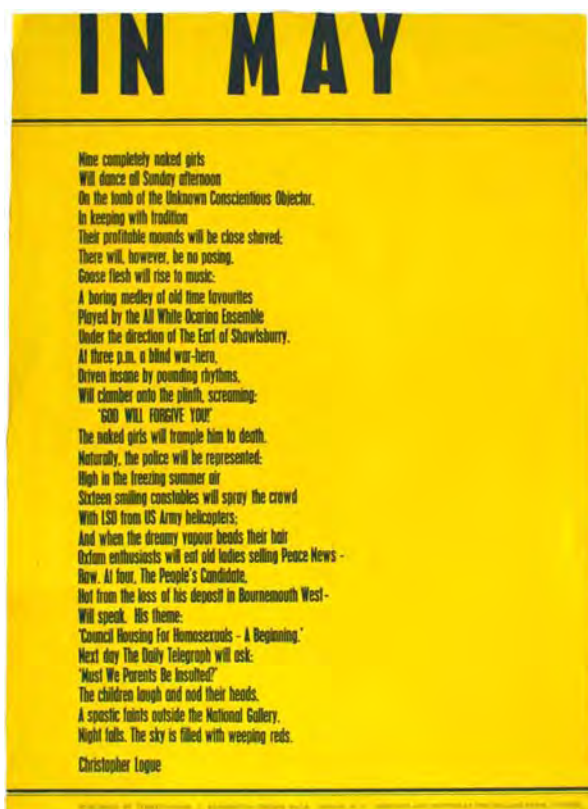 IN MAY
Nine completely naked girls
Will dance all Sunday afternoon
On the tomb of the Unknown Conscientious Objector.
In keeping with tradition
Their profitable mounds will be close shaved;
There will, however, be no posing.
Goose flesh will rise to music:
A boring medley of old time favourites
Played by the All White Ocarina Ensemble
Under the direction of The Earl of Shawlsburry.
At three p.m. a blind war-hero,
Driven insane by pounding rhythms,
Will clamber onto the plinth, screaming:
'GOD WILL FORGIVE YOU!'
The naked girls will trample him to death.
Naturally, the police will be represented:
High in the freezing summer air
Sixteen smiling constables will spray the crowd
With LSD from US Army helicopters;
And when the dreamy vapour beads their hair
Oxfam enthusiasts will eat old ladies selling Peace News -
Raw. At four, The People's Candidate,
Hot from the loss of his deposit in Bournemouth West-
Will speak. His theme:
'Council Housing For Homosexuals - A Beginning.'
Next day The Daily Telegraph will ask:
'Must We Parents Be Insulted?'
The children laugh and nod their heads.
A spastic faints outside the National Gallery.
Night falls. The sky is filled with weeping reds.
Christopher Logue